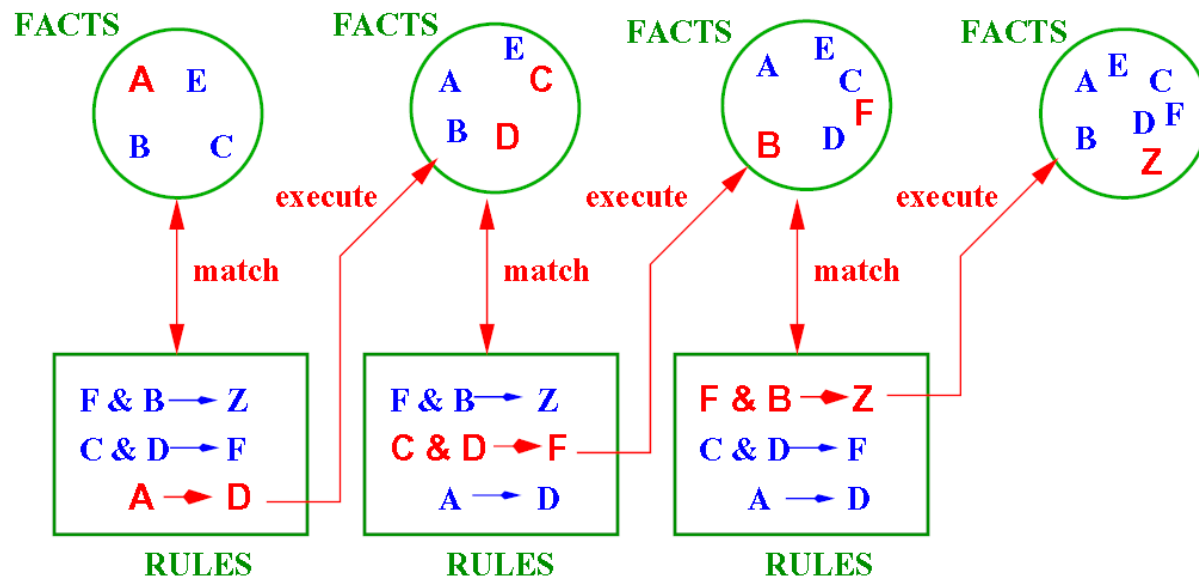 FACTS
A E
B C
FACTS
E
A C
B D
FACTS
E
A C
F
B D
FACTS
E
A C
D F
B
Z
execute
execute
execute
match
match
match
F & B → Z
C & D → F
A → D
RULES
F & B → Z
C & D → F
A → D
RULES
F & B → Z
C & D → F
A → D
RULES